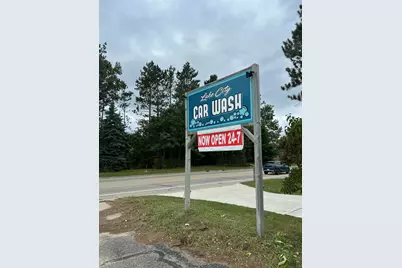 Lake City
CAR WASH
NOW OPEN 24-7